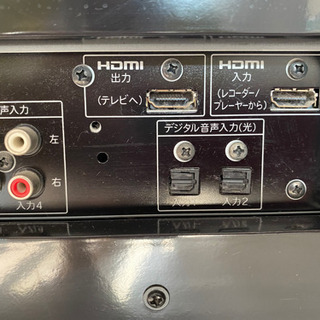 HDMI
出力
(テレビへ)
HDMI
入力
(レコーダー/
プレーヤーから)
声入力
左
右
入力4
デジタル音声入力(光)
入力1
入力2